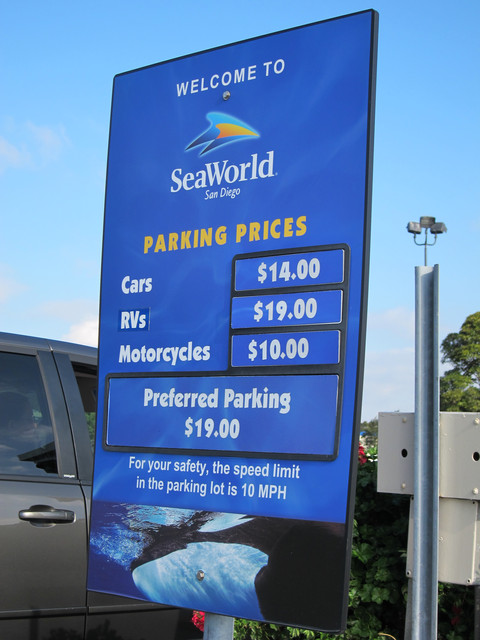 WELCOME TO
SeaWorld
San Diego
PARKING PRICES
Cars $14.00
RVs $19.00
Motorcycles $10.00
Preferred Parking
$19.00
For your safety, the speed limit
in the parking lot is 10 MPH